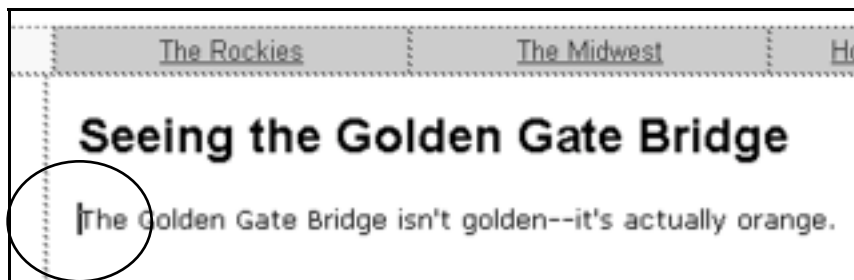 The Rockies The Midwest
Seeing the Golden Gate Bridge
The Golden Gate Bridge isn't golden--it's actually orange.